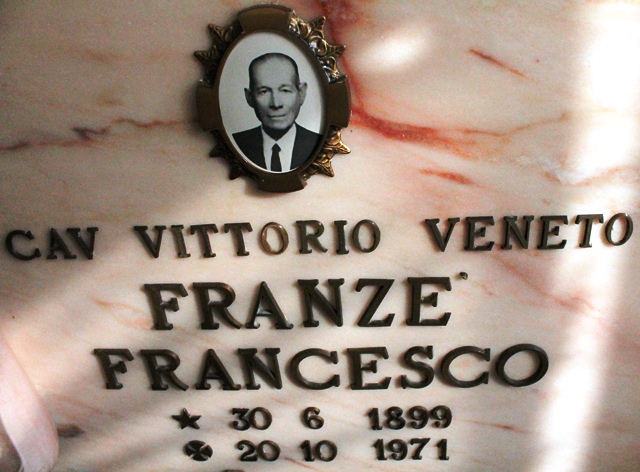 CAV VITTORIO VENETO
FRANZE'
FRANCESCO
30 6 1899
20 10 1971